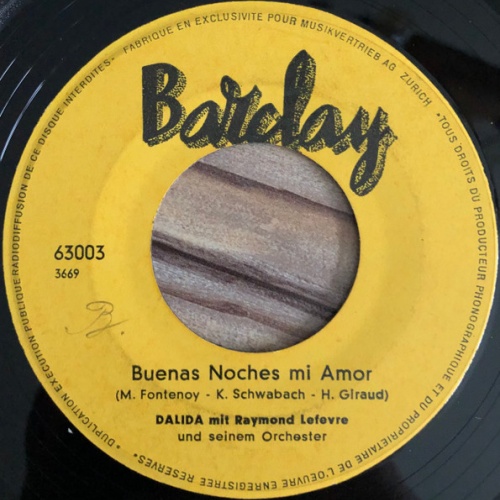 FABRIQUE EN EXCLUSIVITE POUR MUSIKVERTRIEB AG. ZURICH.
•TOUS DROITS DU PRODUCTEUR PHONOGRAPHIQUE ET DU PROPRIETAIRE DE L'OEUVRE ENREGISTREE RESERVES
DUPLICATION EXECUTION PUBLIQUE RADIODIFFUSION DE CE DISQUE INTERDITES•
Barclay
63003
3669
B.
Buenas Noches mi Amor
(M. Fontenoy - K. Schwabach - H. Giraud)
DALIDA mit Raymond Lefevre
und seinem Orchester